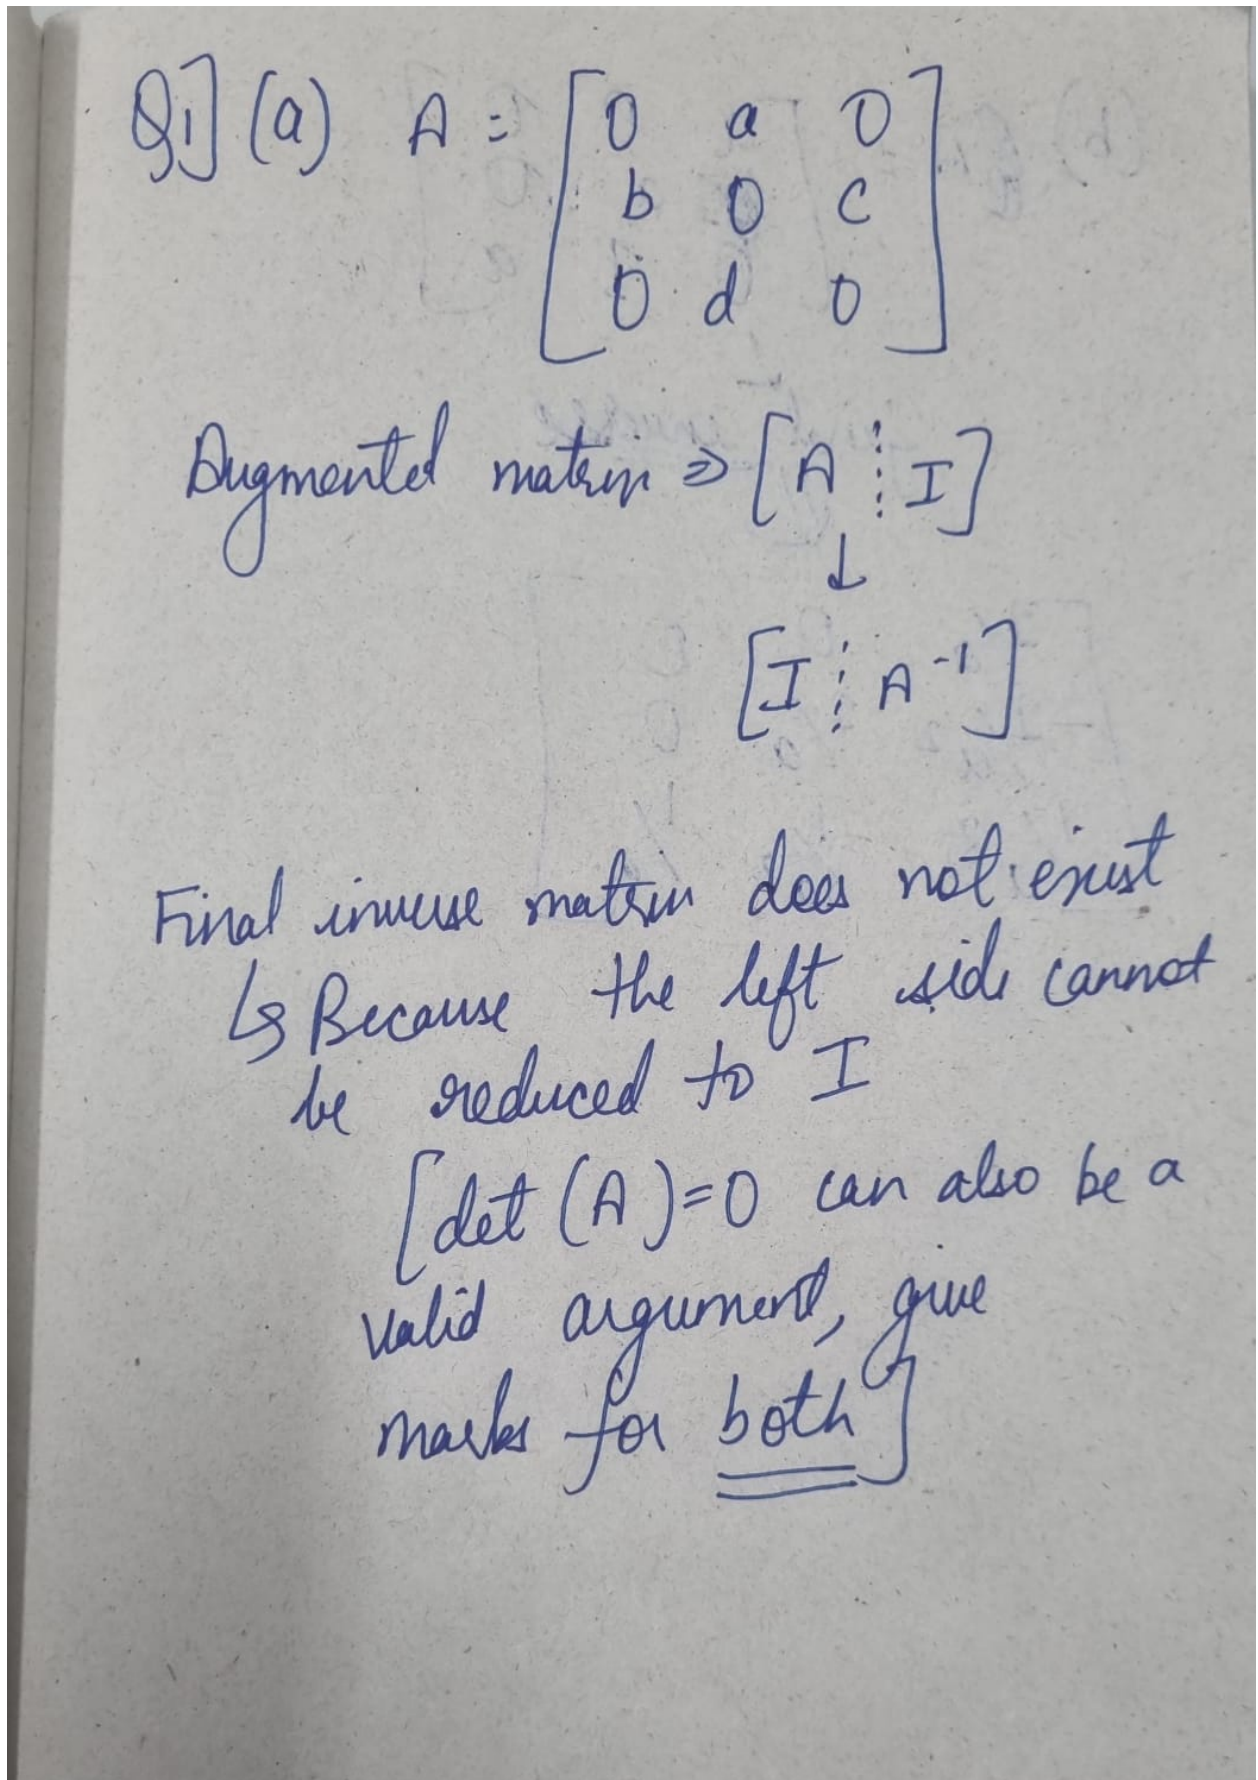 Q1] (a) A = [0 a 0
b 0 c
0 d 0]
Augmented matrix ⇒ [A ⋮ I]
↓
[I ⋮ A⁻¹]
Final inverse matrix does not exist
↳ Because the left side cannot
be reduced to I
[det (A)=0 can also be a
valid argument, give
marks for both]